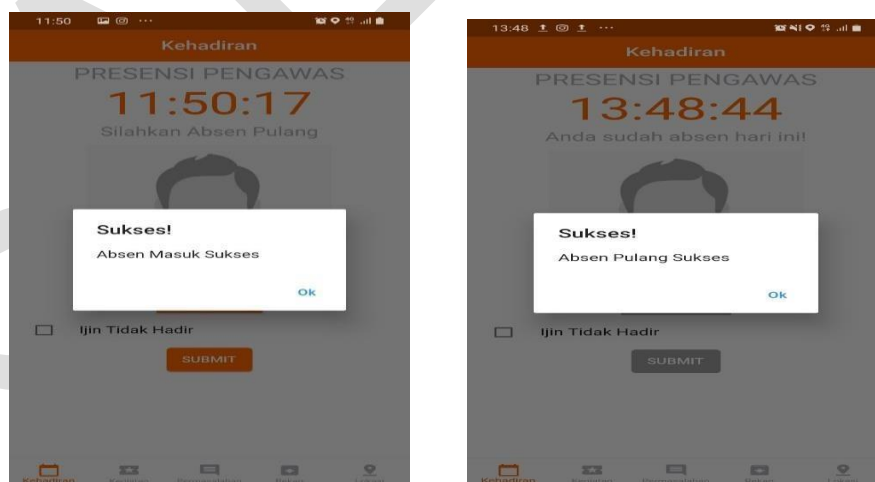 11:50
Kehadiran
PRESENSI PENGAWAS
11:50:17
Silahkan Absen Pulang
Sukses!
Absen Masuk Sukses
Ok
Ijin Tidak Hadir
SUBMIT
Kehadiran
13:48
Kehadiran
PRESENSI PENGAWAS
13:48:44
Anda sudah absen hari ini!
Sukses!
Absen Pulang Sukses
Ok
Ijin Tidak Hadir
SUBMIT
Kehadiran